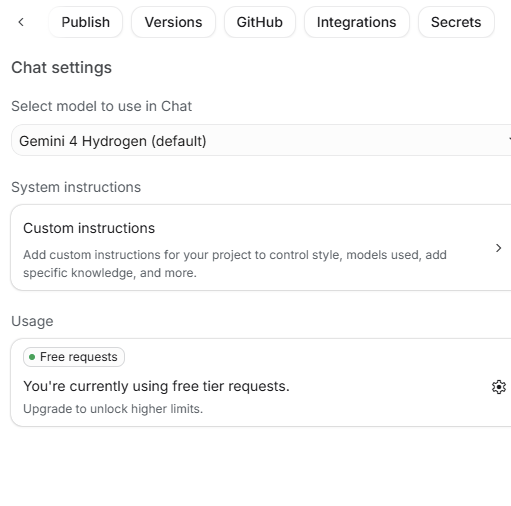 Publish
Versions
GitHub
Integrations
Secrets
Chat settings
Select model to use in Chat
Gemini 4 Hydrogen (default)
System instructions
Custom instructions
Add custom instructions for your project to control style, models used, add
specific knowledge, and more.
Usage
Free requests
You're currently using free tier requests.
Upgrade to unlock higher limits.